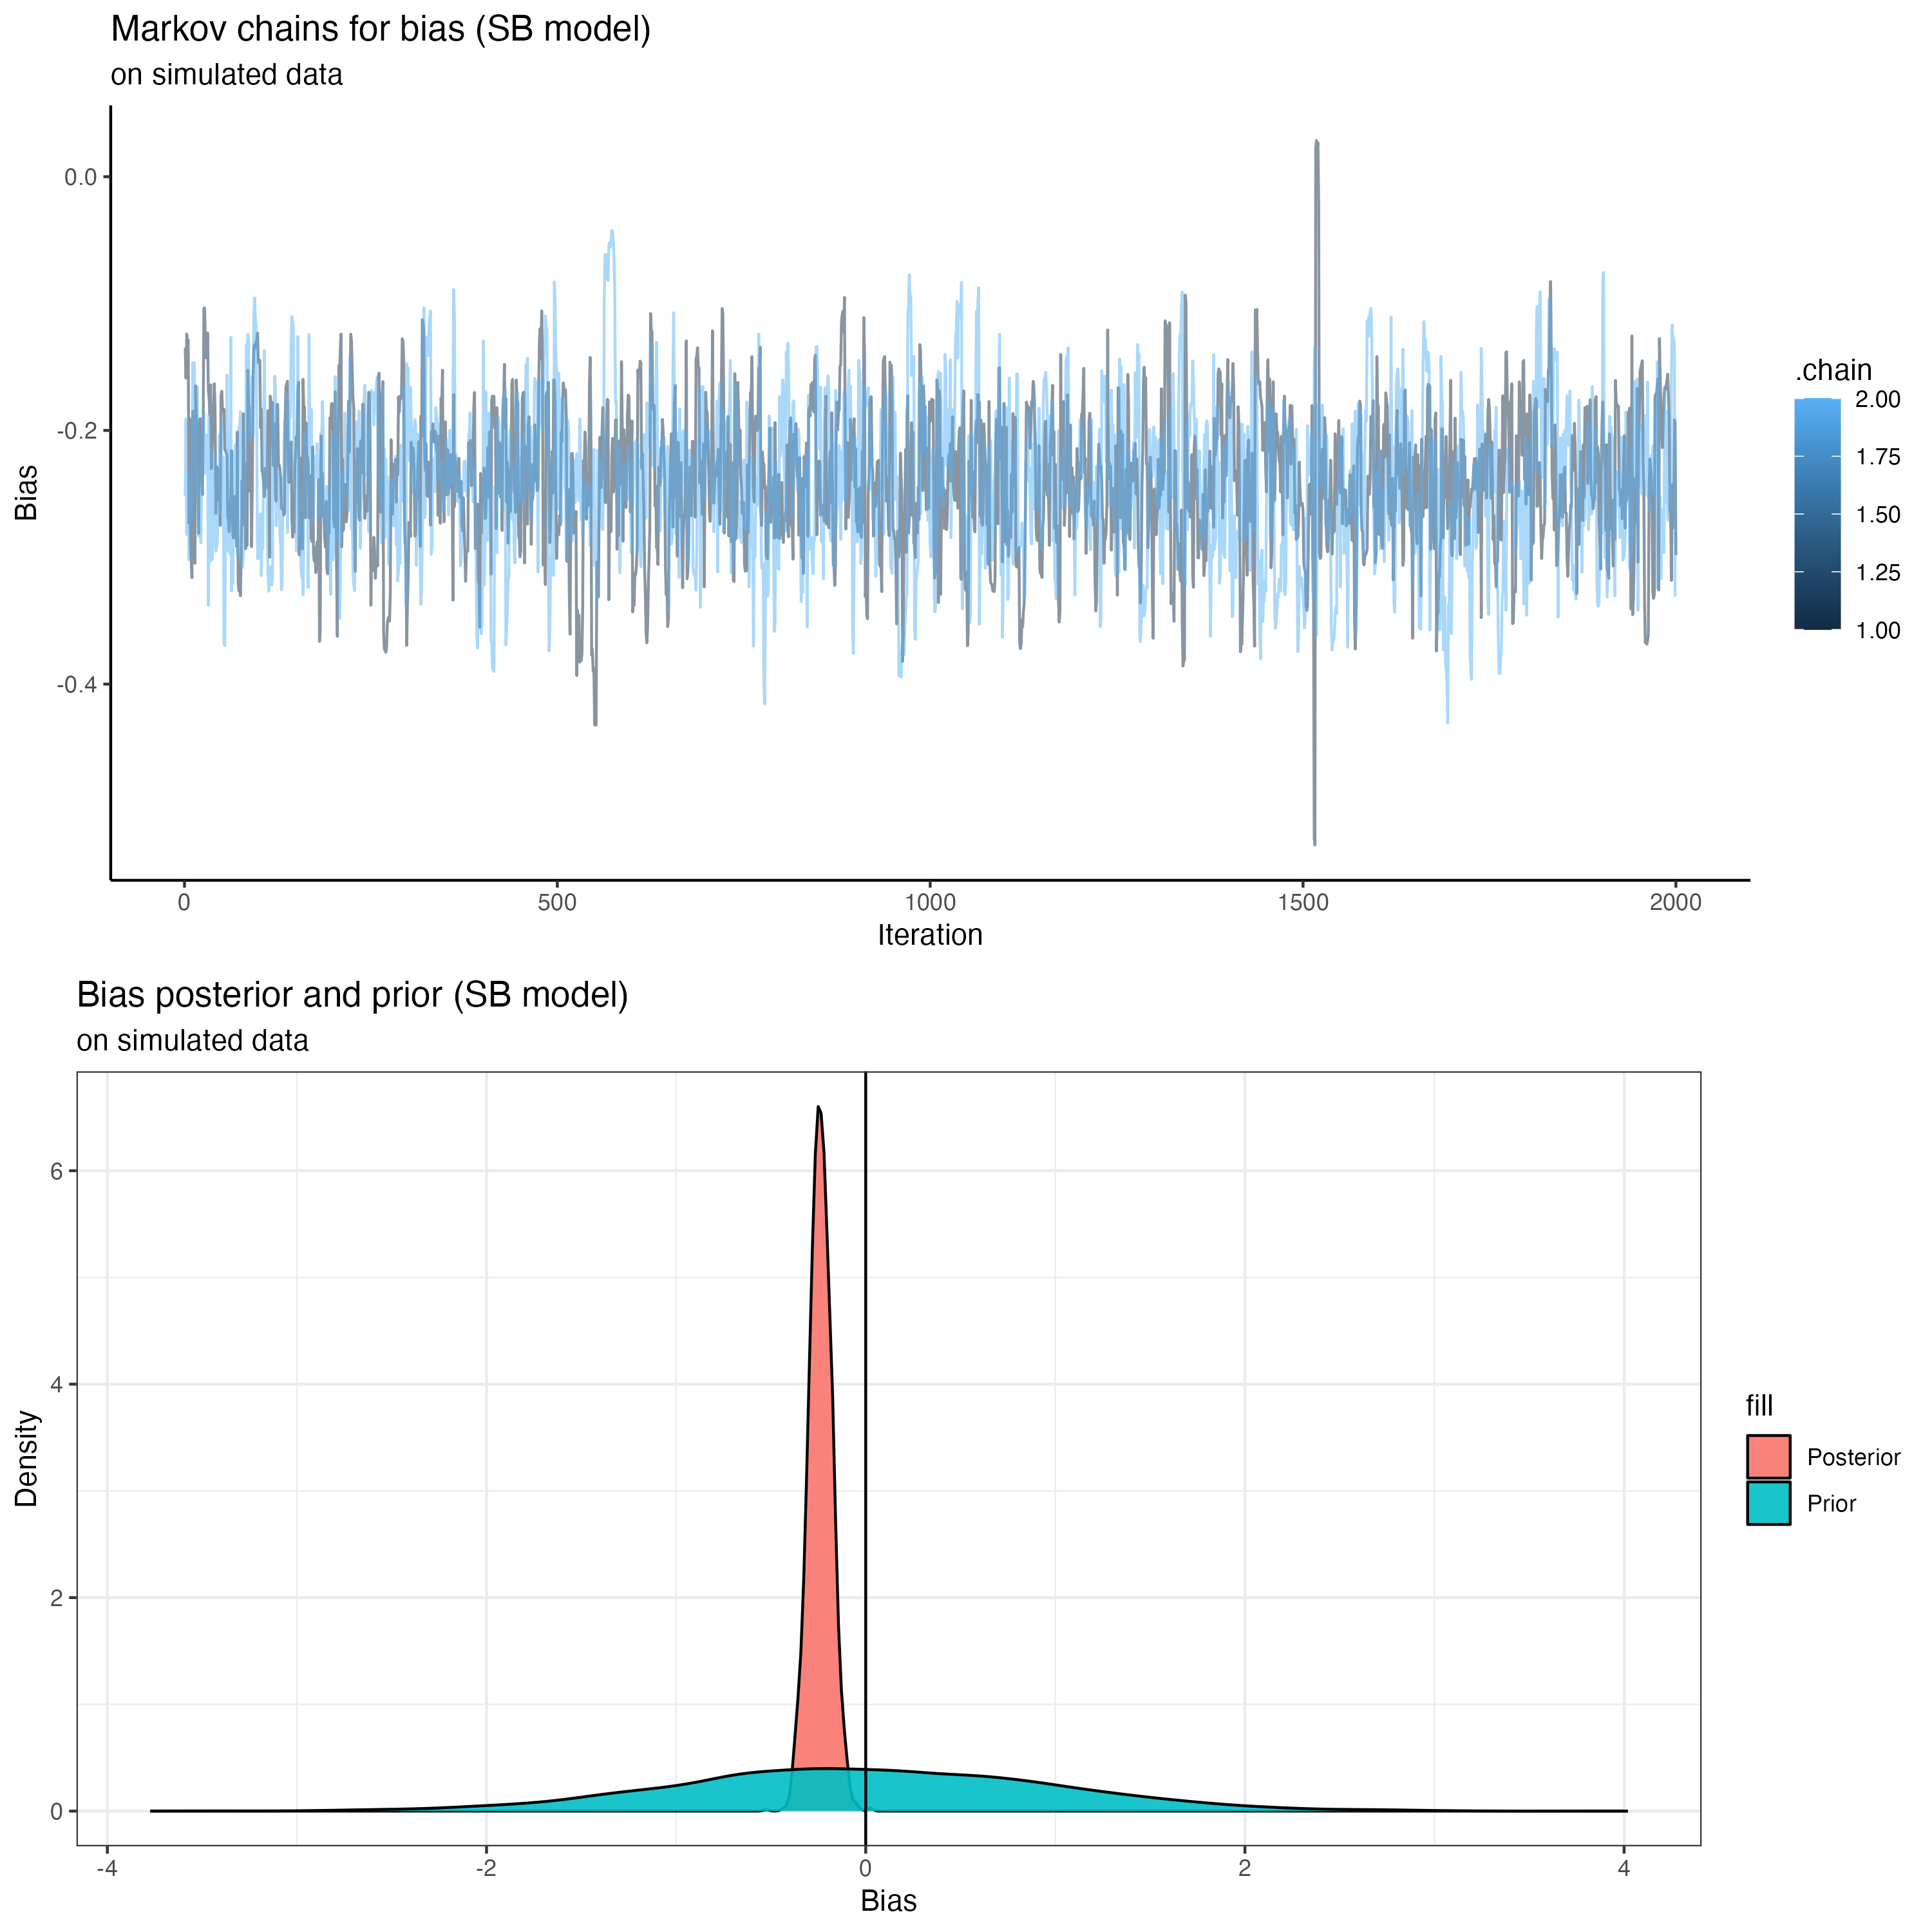 Markov chains for bias (SB model)
on simulated data
0.0
-0.2
-0.4
Bias
0
500
1000
1500
2000
Iteration
.chain
2.00
1.75
1.50
1.25
1.00
Bias posterior and prior (SB model)
on simulated data
6
4
2
0
Density
-4
-2
0
2
4
Bias
fill
Posterior
Prior